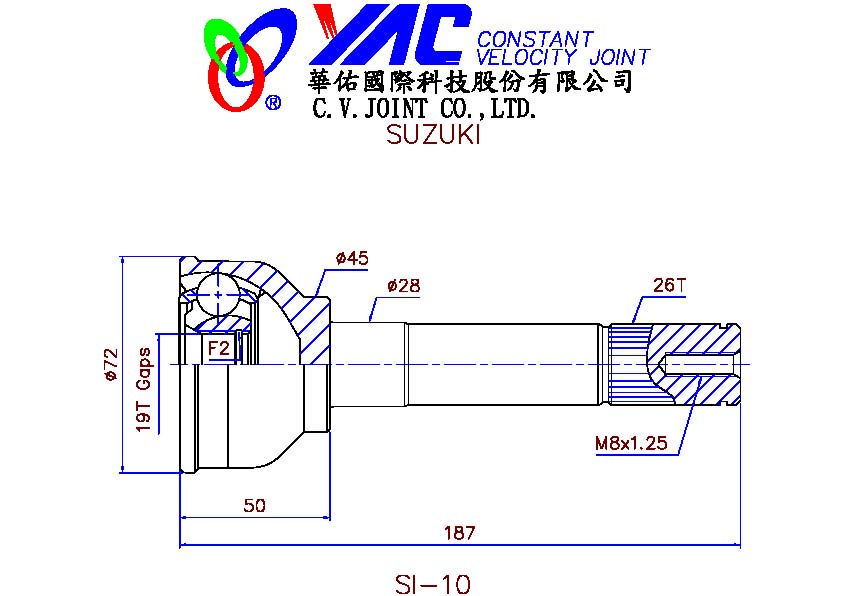 YAC CONSTANT
VELOCITY JOINT
®
華佑國際科技股份有限公司
C.V.JOINT CO.,LTD.
SUZUKI
ø45
ø28
26T
F2
ø72
19T Gaps
M8x1.25
50
187
SI-10